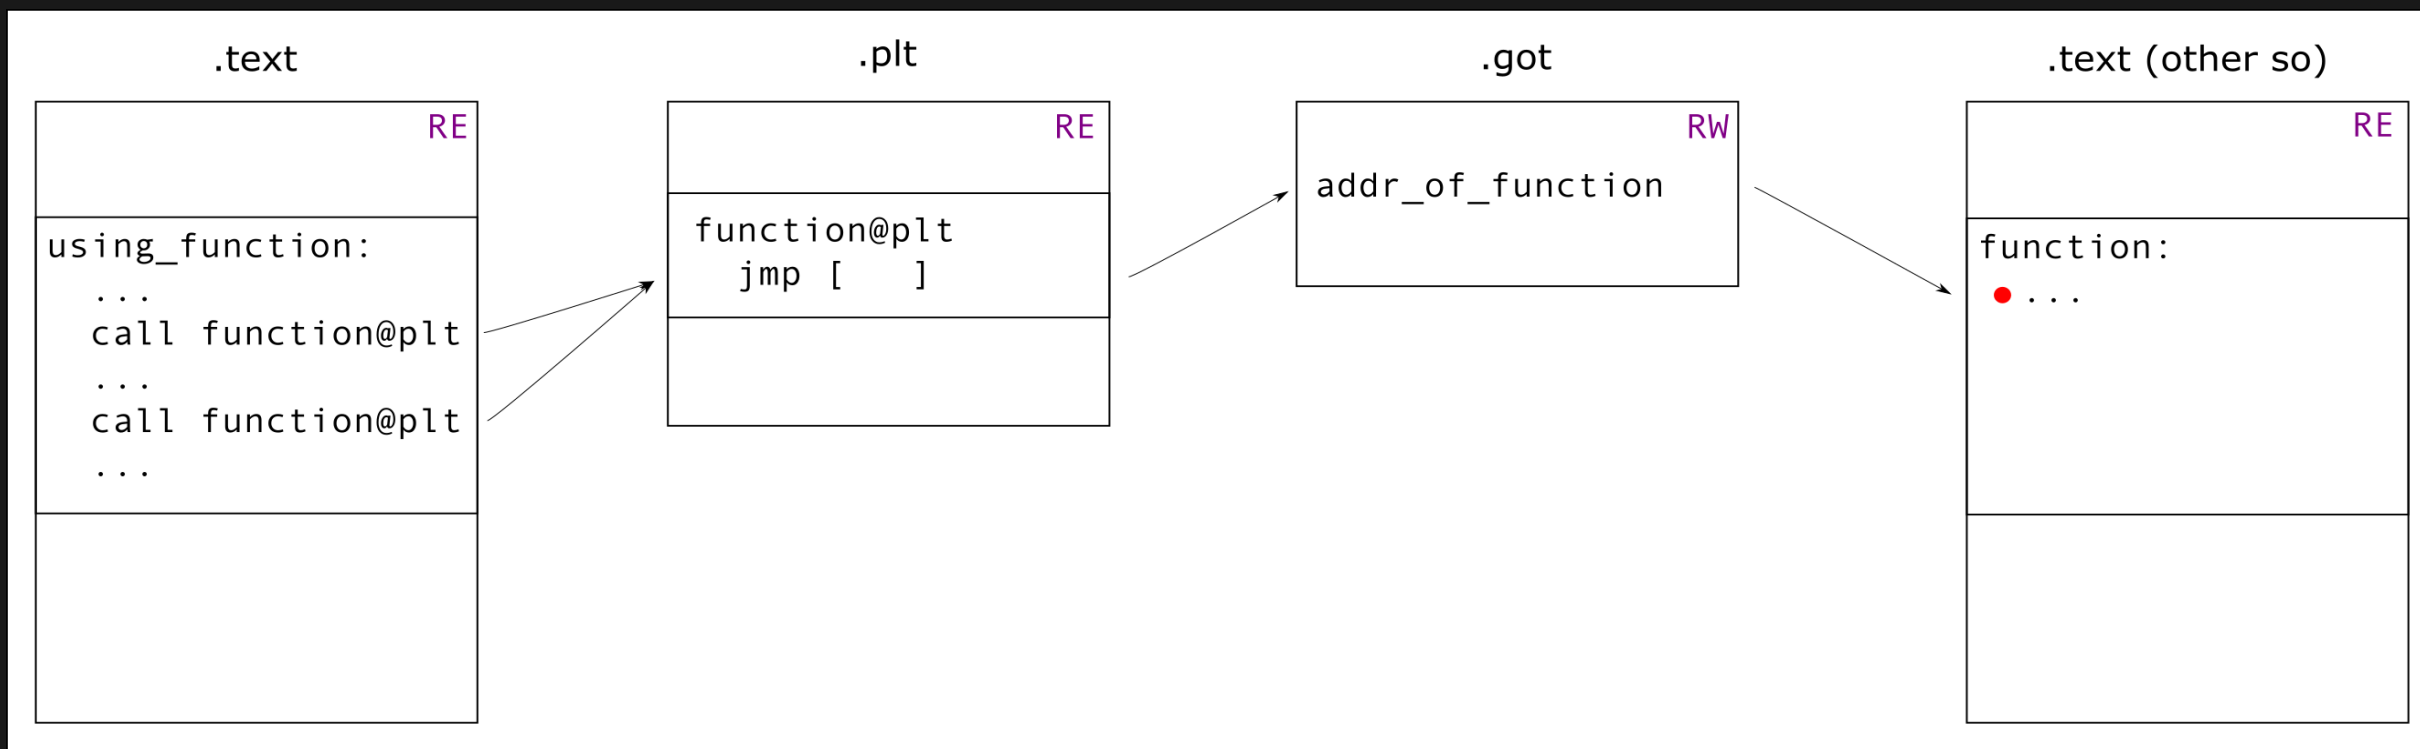 .text
RE
using_function:
...
call function@plt
...
call function@plt
...
.plt
RE
function@plt
jmp [   ]
.got
RW
addr_of_function
.text (other so)
RE
function:
...